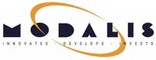 MODALIS
INNOVATES - DEVELOPS - INVESTS